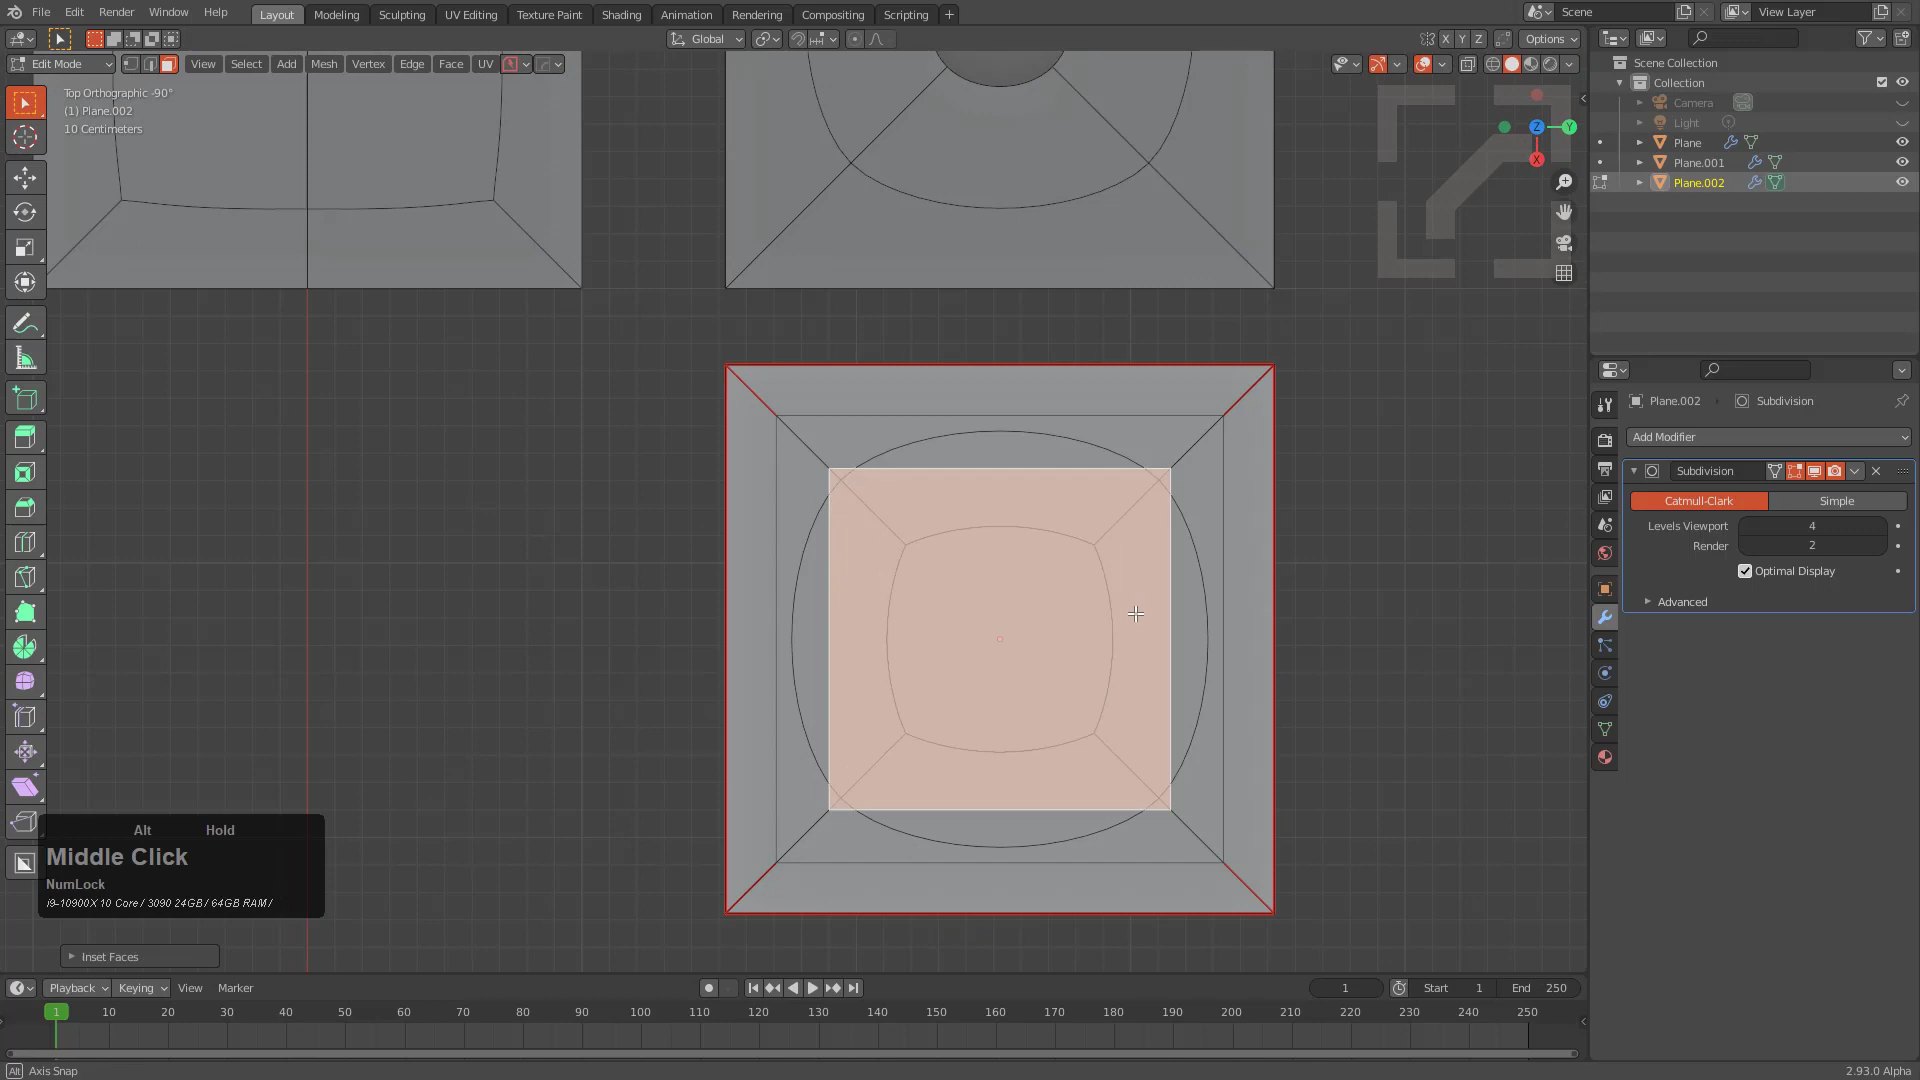 File Edit Render Window Help Layout Modeling Sculpting UV Editing Texture Paint Shading Animation Rendering Compositing Scripting + Scene View Layer
Global X Y Z Options
Edit Mode View Select Add Mesh Vertex Edge Face UV
Top Orthographic -90°
(1) Plane.002
10 Centimeters
Z Y X
Scene Collection
Collection
Camera
Light
Plane
Plane.001
Plane.002
Plane.002 Subdivision
Add Modifier
Subdivision
Catmull-Clark Simple
Levels Viewport 4
Render 2
Optimal Display
Advanced
Alt Hold
Middle Click
NumLock
i9-10900X 10 Core / 3090 24GB / 64GB RAM /
Inset Faces
Playback Keying View Marker 1 Start 1 End 250
1 10 20 30 40 50 60 70 80 90 100 110 120 130 140 150 160 170 180 190 200 210 220 230 240 250
Alt Axis Snap 2.93.0 Alpha